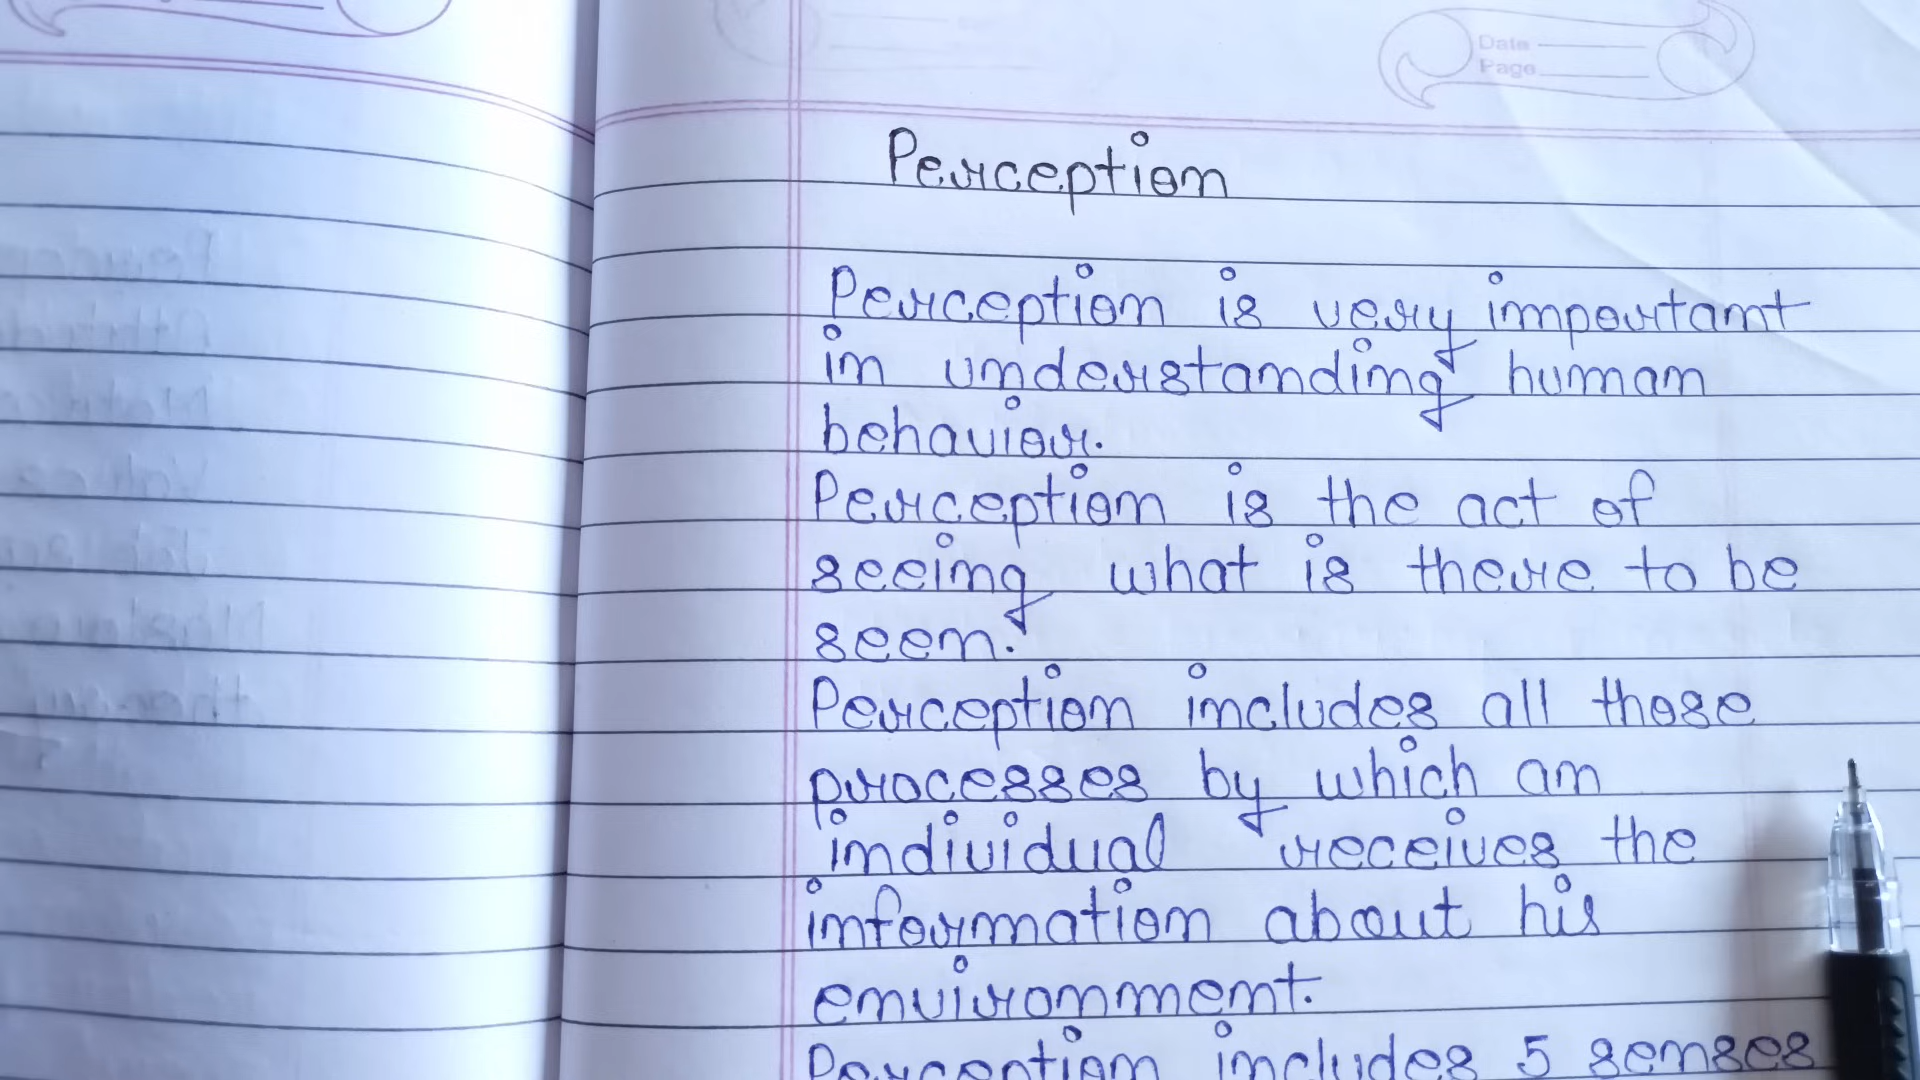 Date
Page
Perception
Perception is very important
in understanding human
behaviour.
Perception is the act of
seeing what is there to be
seen.
Perception includes all those
processes by which an
individual receives the
information about his
environment.
Perception includes 5 senses